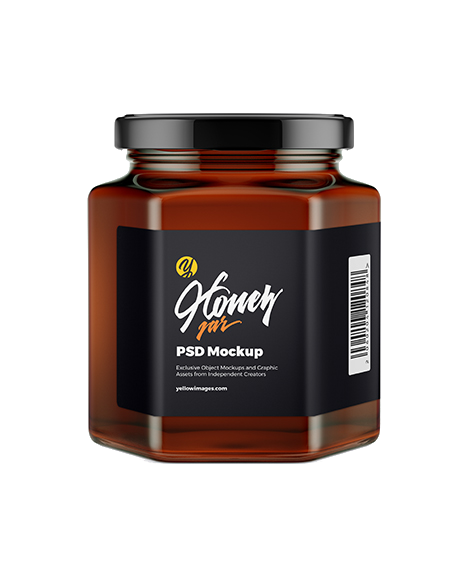 Y
Honey
jar
PSD Mockup
Exclusive Object Mockups and Graphic
Assets from Independent Creators
yellowimages.com